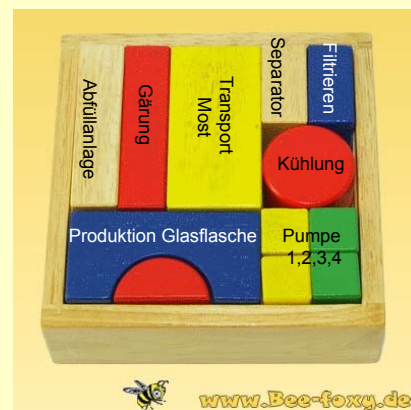 Abfüllanlage
Gärung
Transport
Most
Separator
Filtrieren
Kühlung
Produktion Glasflasche
Pumpe
1,2,3,4
www.Bee-foxy.de